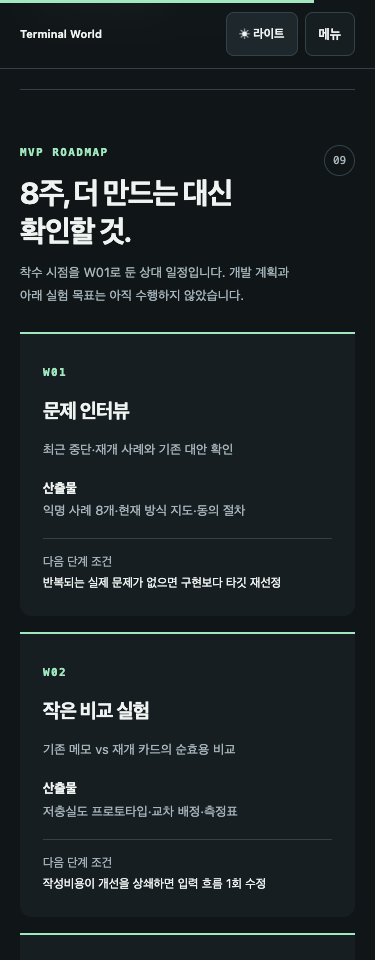 Terminal World
☀ 라이트
메뉴
MVP ROADMAP
09
8주, 더 만드는 대신
확인할 것.
착수 시점을 W01로 둔 상대 일정입니다. 개발 계획과
아래 실험 목표는 아직 수행하지 않았습니다.
W01
문제 인터뷰
최근 중단·재개 사례와 기존 대안 확인
산출물
익명 사례 8개·현재 방식 지도·동의 절차
다음 단계 조건
반복되는 실제 문제가 없으면 구현보다 타깃 재선정
W02
작은 비교 실험
기존 메모 vs 재개 카드의 순효용 비교
산출물
저충실도 프로토타입·교차 배정·측정표
다음 단계 조건
작성비용이 개선을 상쇄하면 입력 흐름 1회 수정